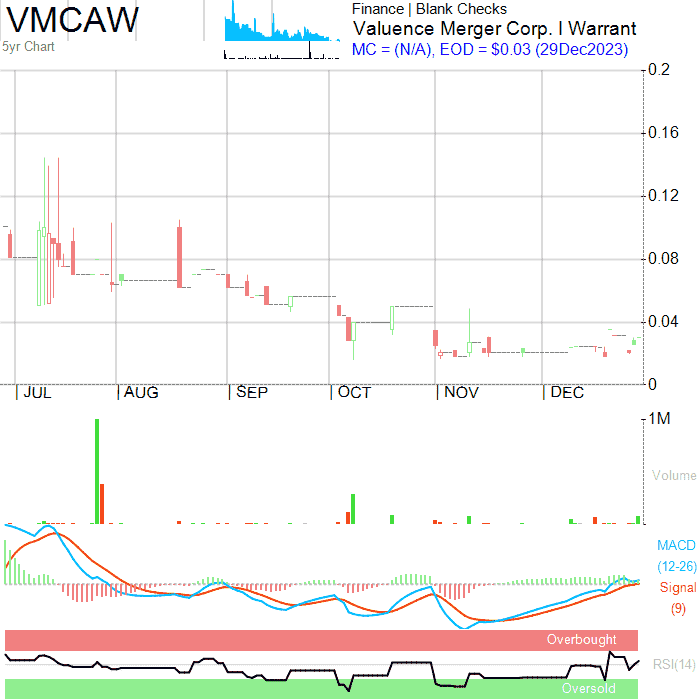 VMCAW
5yr Chart
Finance | Blank Checks
Valuence Merger Corp. I Warrant
MC = (N/A), EOD = $0.03 (29Dec2023)
0.2
0.16
0.12
0.08
0.04
0
JUL AUG SEP OCT NOV DEC
1M
Volume
MACD
(12-26)
Signal
(9)
Overbought
RSI(14)
Oversold